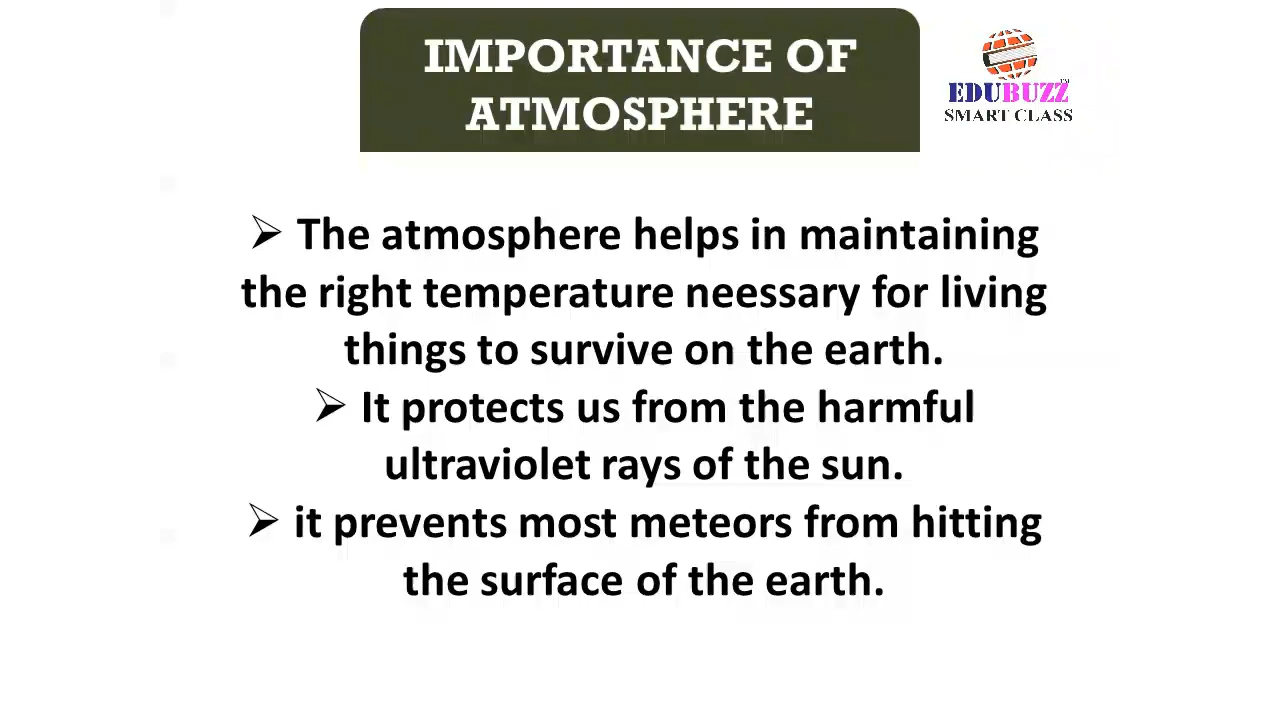 IMPORTANCE OF
ATMOSPHERE
EDUBUZZ™
SMART CLASS
➢ The atmosphere helps in maintaining
the right temperature neessary for living
things to survive on the earth.
➢ It protects us from the harmful
ultraviolet rays of the sun.
➢ it prevents most meteors from hitting
the surface of the earth.